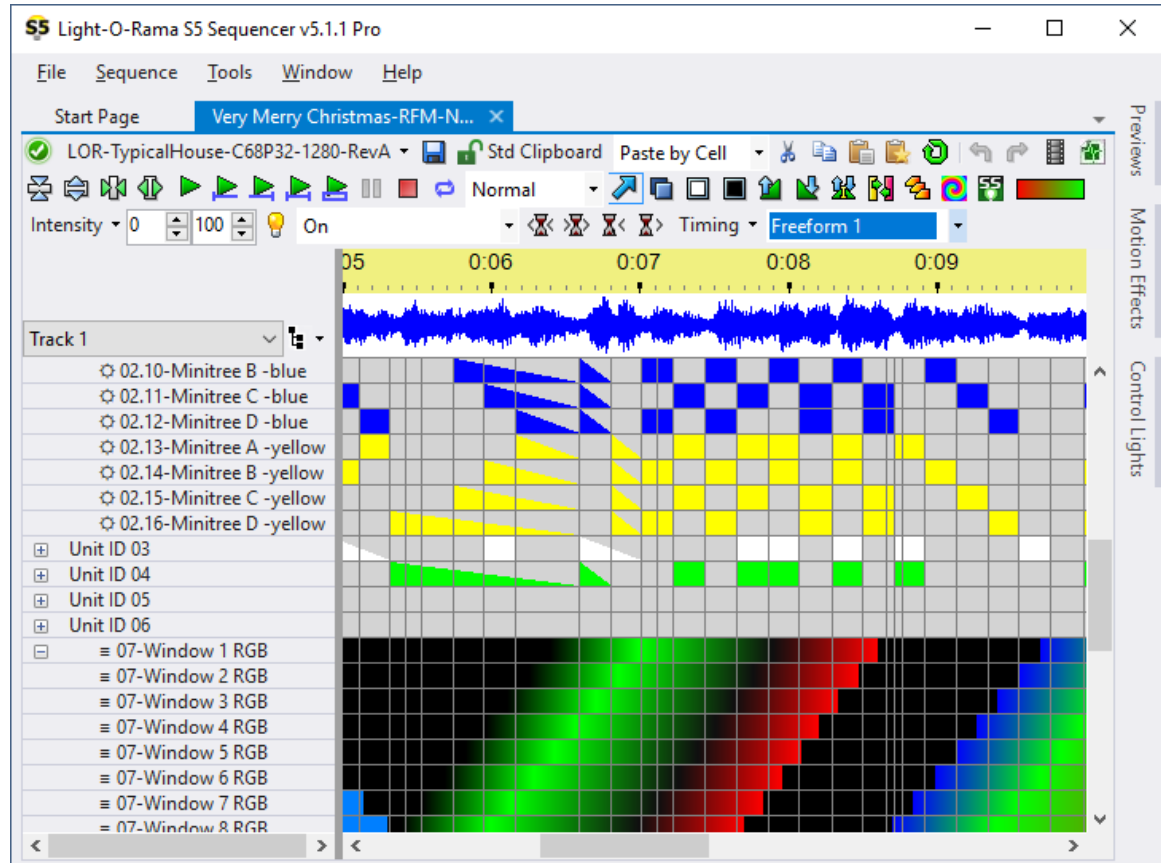 S5 Light-O-Rama S5 Sequencer v5.1.1 Pro
File Sequence Tools Window Help
Start Page Very Merry Christmas-RFM-N...
LOR-TypicalHouse-C68P32-1280-RevA Std Clipboard Paste by Cell
Normal S5
Intensity 0 100 On Timing Freeform 1
05 0:06 0:07 0:08 0:09
Track 1
02.10-Minitree B -blue
02.11-Minitree C -blue
02.12-Minitree D -blue
02.13-Minitree A -yellow
02.14-Minitree B -yellow
02.15-Minitree C -yellow
02.16-Minitree D -yellow
Unit ID 03
Unit ID 04
Unit ID 05
Unit ID 06
07-Window 1 RGB
07-Window 2 RGB
07-Window 3 RGB
07-Window 4 RGB
07-Window 5 RGB
07-Window 6 RGB
07-Window 7 RGB
07-Window 8 RGB
Previews
Motion Effects
Control Lights